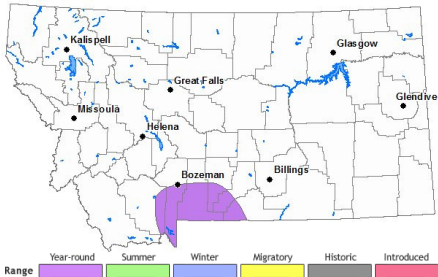 Kalispell
Glasgow
Great Falls
Glendive
Missoula
Helena
Bozeman
Billings
Year-round Summer Winter Migratory Historic Introduced
Range